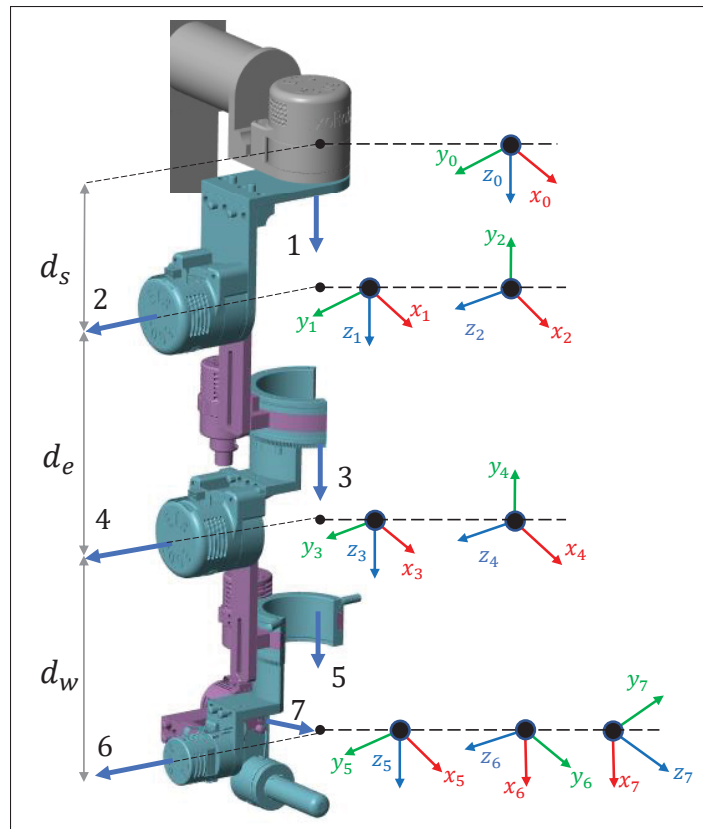 y₀
z₀
x₀
1
d_s
2
y₂
y₁
z₁
x₁
z₂
x₂
d_e
3
4
y₄
y₃
z₃
x₃
z₄
x₄
d_w
5
7
6
y₇
y₅
z₅
x₅
z₆
x₆
y₆
x₇
z₇